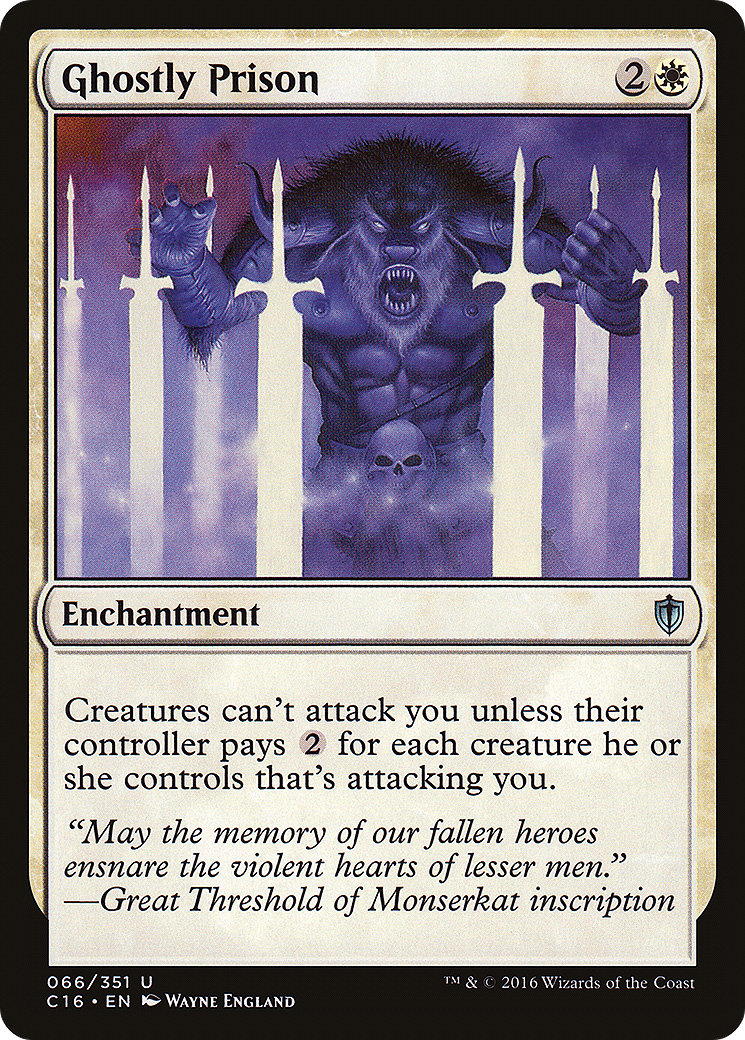 Ghostly Prison 2
Enchantment
Creatures can't attack you unless their
controller pays 2 for each creature he or
she controls that's attacking you.
"May the memory of our fallen heroes
ensnare the violent hearts of lesser men."
—Great Threshold of Monserkat inscription
066/351 U ™ & © 2016 Wizards of the Coast
C16 • EN Wayne England